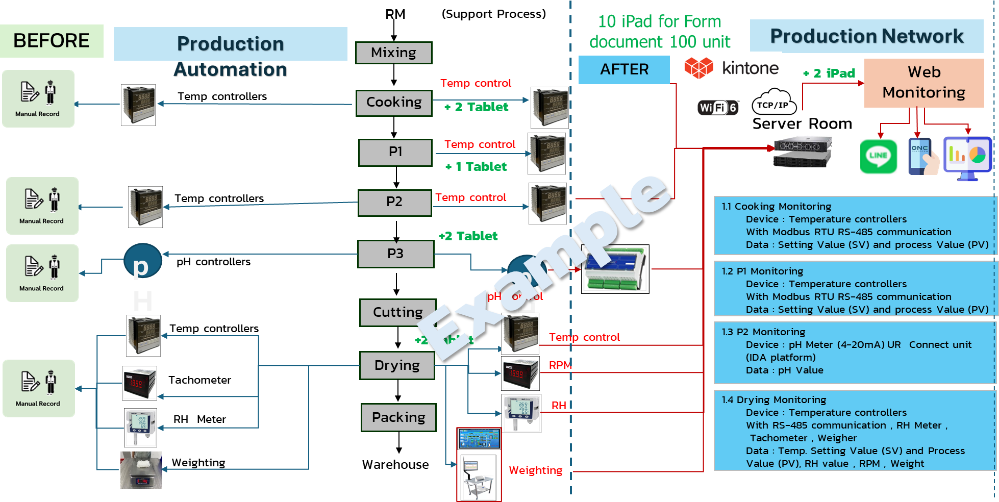 BEFORE
Production
Automation
Manual Record
Temp controllers
Manual Record
Temp controllers
Manual Record
p
H
pH controllers
Manual Record
Temp controllers
Tachometer
RH Meter
Weighting
RM
(Support Process)
Mixing
Cooking
P1
P2
P3
Cutting
Drying
Packing
Warehouse
Temp control
+ 2 Tablet
Temp control
+ 1 Tablet
Temp control
+2 Tablet
pH control
+2 Tablet
Temp control
RPM
RH
Weighting
Example
10 iPad for Form
document 100 unit
AFTER
kintone
WiFi 6
TCP/IP
Server Room
Production Network
+ 2 iPad
Web
Monitoring
LINE
ONC
PLATFORM
1.1 Cooking Monitoring
Device : Temperature controllers
With Modbus RTU RS-485 communication
Data : Setting Value (SV) and process Value (PV)
1.2 P1 Monitoring
Device : Temperature controllers
With Modbus RTU RS-485 communication
Data : Setting Value (SV) and process Value (PV)
1.3 P2 Monitoring
Device : pH Meter (4-20mA) UR Connect unit
(IDA platform)
Data : pH Value
1.4 Drying Monitoring
Device : Temperature controllers
With RS-485 communication , RH Meter ,
Tachometer , Weigher
Data : Temp. Setting Value (SV) and Process
Value (PV), RH value , RPM , Weight